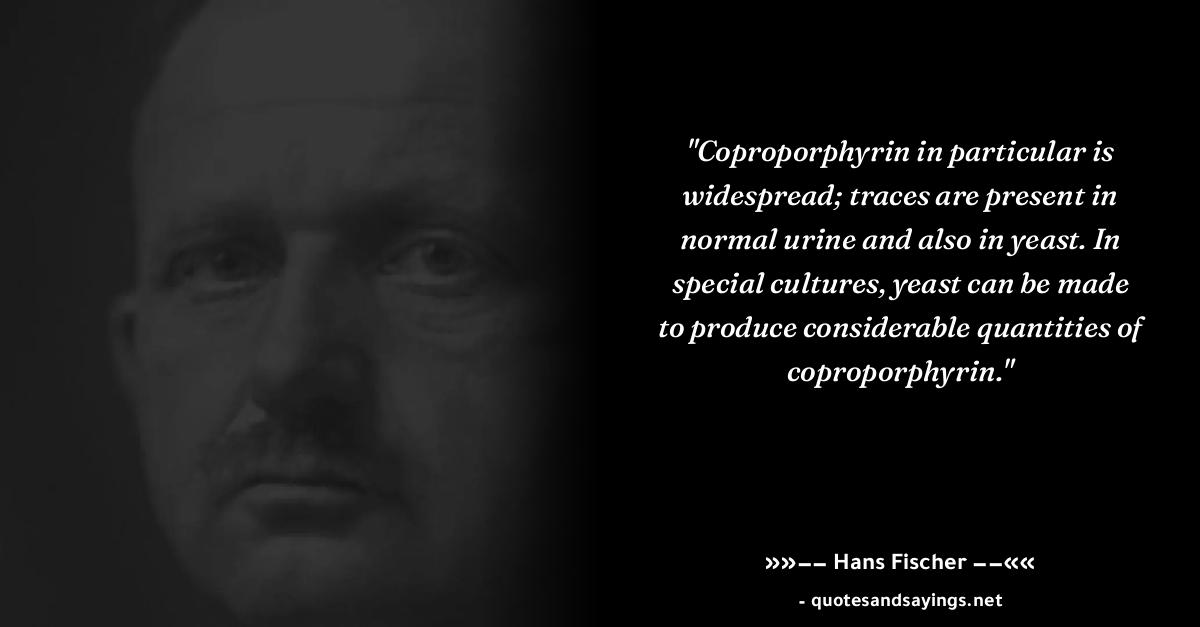 "Coproporphyrin in particular is
widespread; traces are present in
normal urine and also in yeast. In
special cultures, yeast can be made
to produce considerable quantities of
coproporphyrin."
»»–– Hans Fischer ––««
- quotesandsayings.net